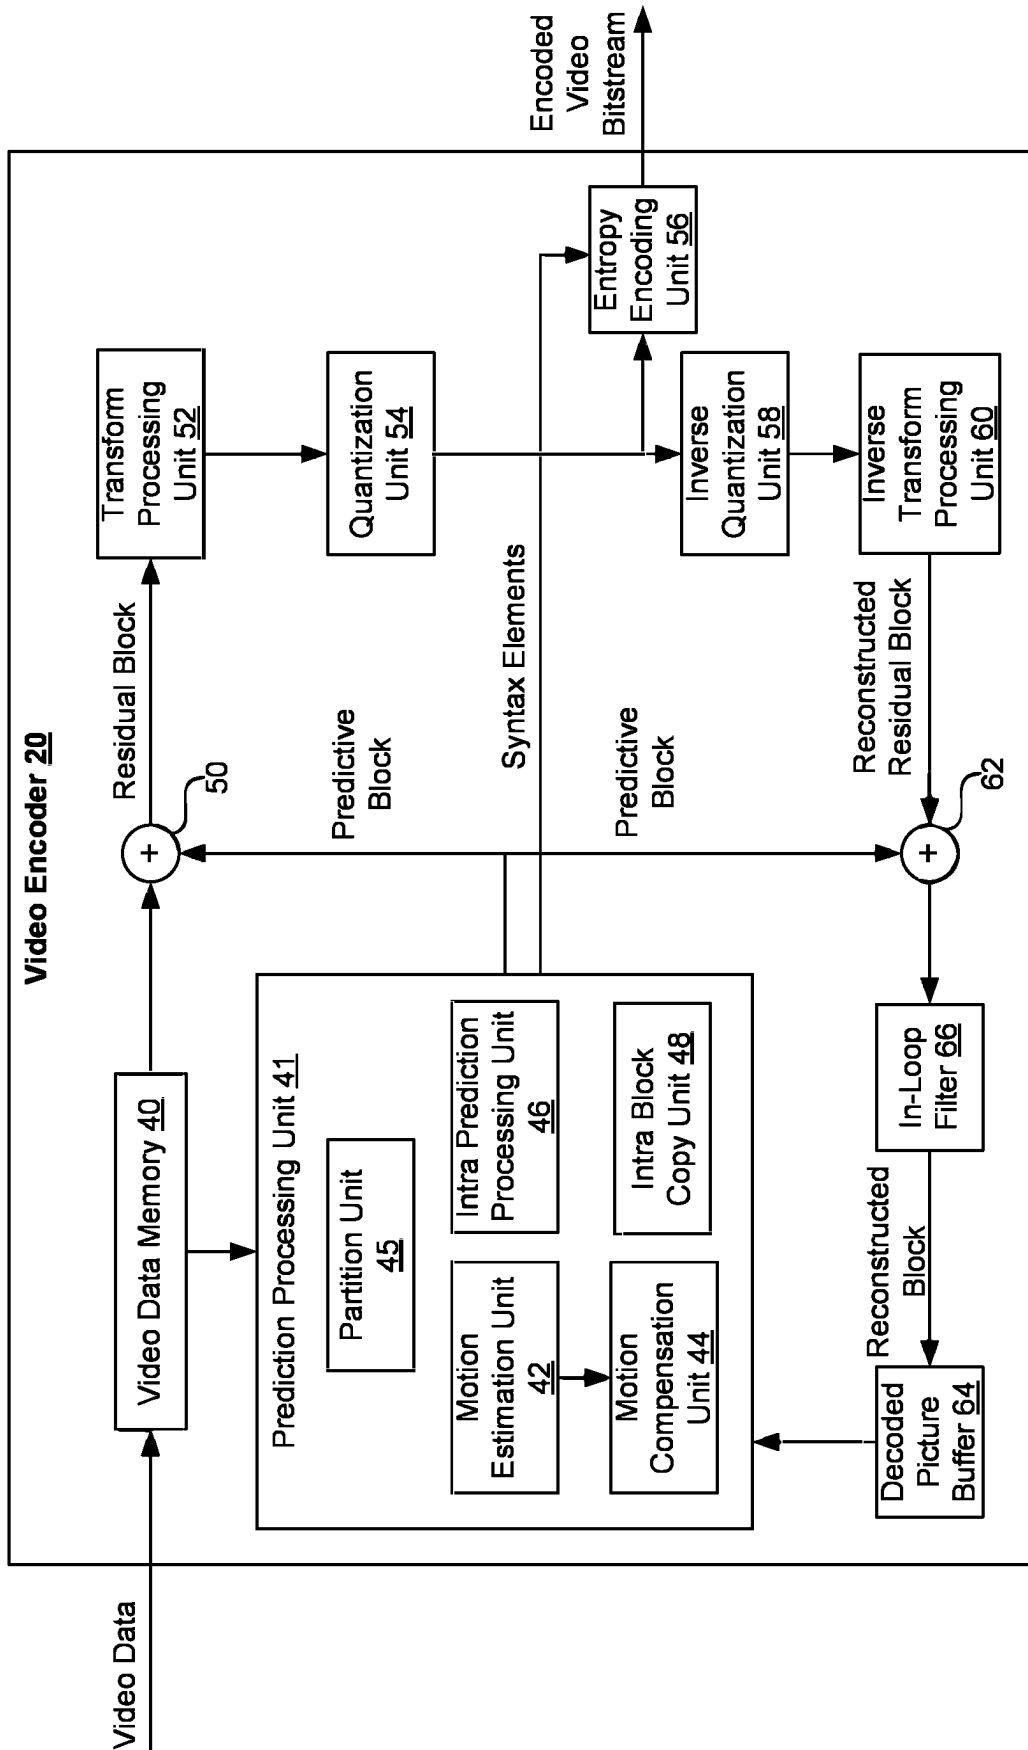 Video Encoder 20
Video Data
Video Data Memory 40
50
Residual Block
Transform
Processing
Unit 52
Prediction Processing Unit 41
Partition Unit
45
Motion
Estimation Unit
42
Intra Prediction
Processing Unit
46
Motion
Compensation
Unit 44
Intra Block
Copy Unit 48
Predictive
Block
Quantization
Unit 54
Syntax Elements
Predictive
Block
Entropy
Encoding
Unit 56
Encoded
Video
Bitstream
Inverse
Quantization
Unit 58
Inverse
Transform
Processing
Unit 60
Reconstructed
Residual Block
62
In-Loop
Filter 66
Reconstructed
Block
Decoded
Picture
Buffer 64
+
+